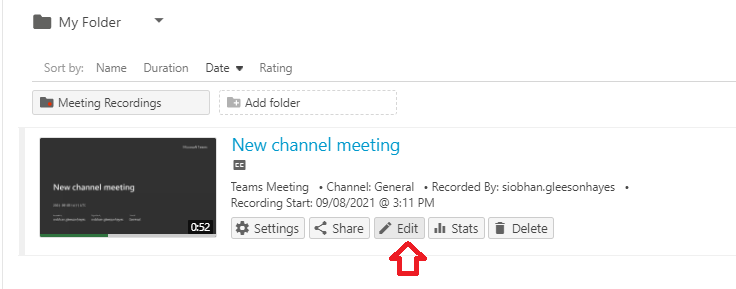 My Folder
Sort by: Name Duration Date Rating
Meeting Recordings
Add folder
New channel meeting
CC
Microsoft Teams
New channel meeting
0:52
Teams Meeting • Channel: General • Recorded By: siobhan.gleesonhayes •
Recording Start: 09/08/2021 @ 3:11 PM
Settings Share Edit Stats Delete